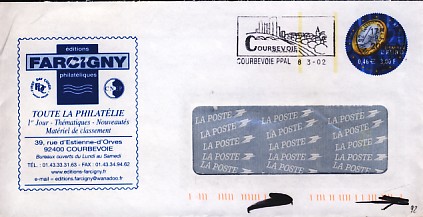 éditions
FARCIGNY
philatéliques
TOUTE LA PHILATÉLIE
1er Jour - Thématiques - Nouveautés
Matériel de classement
39, rue d'Estienne-d'Orves
92400 COURBEVOIE
Bureaux ouverts du Lundi au Samedi
TÉL. : 01.43.33.31.63 - Fax : 01.43.34.94.62
www.editions-farcigny.fr
e-mail = editions.farcigny@wanadoo.fr
COURBEVOIE
COURBEVOIE PPAL 8 3-02
0,46 € 3,00 F
LA POSTE LA POSTE LA POSTE
LA POSTE LA POSTE LA POSTE
LA POSTE LA POSTE LA POSTE
92